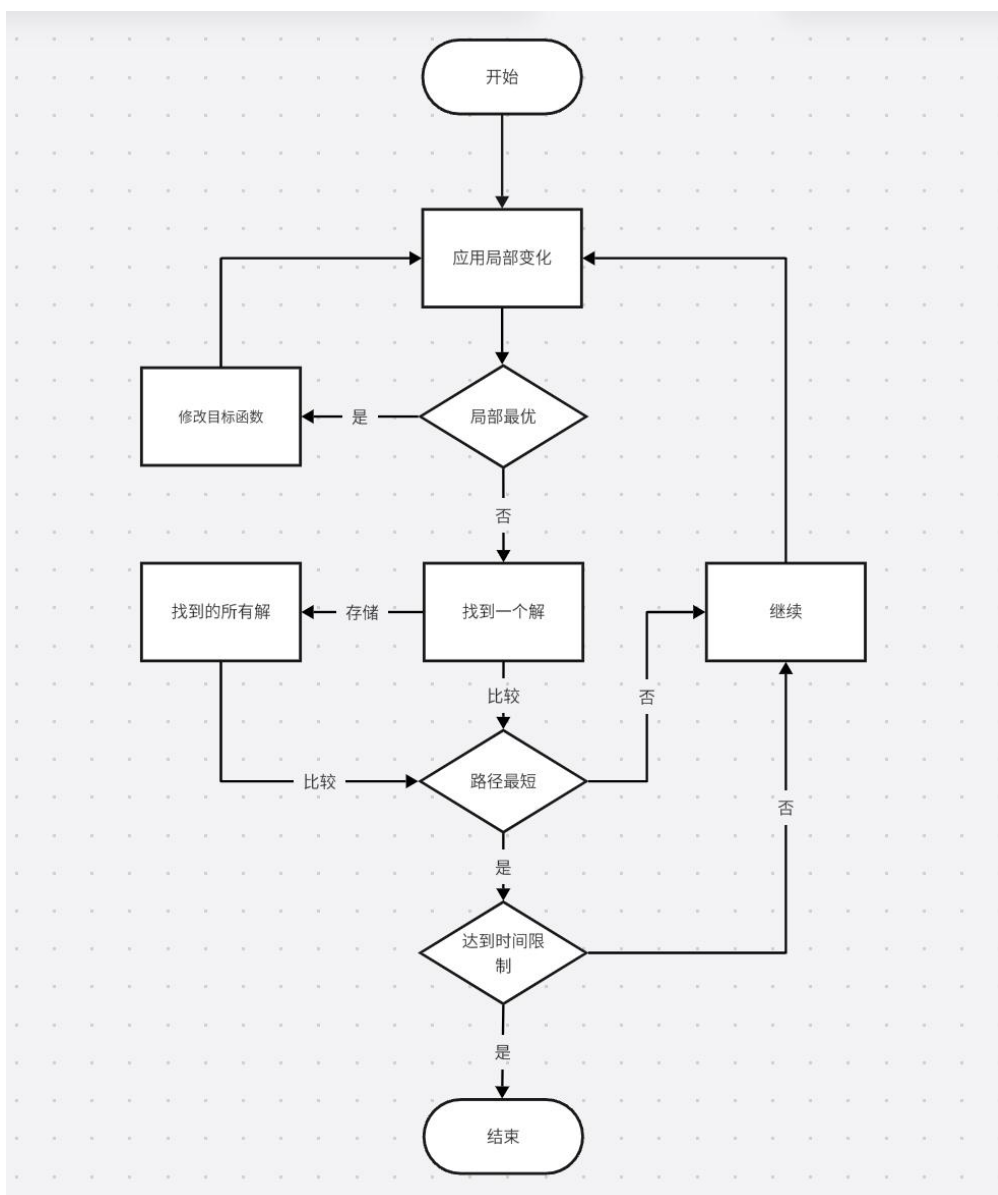 开始
应用局部变化
修改目标函数
是
局部最优
否
找到的所有解
存储
找到一个解
继续
比较
否
比较
路径最短
否
是
达到时间限
制
是
结束